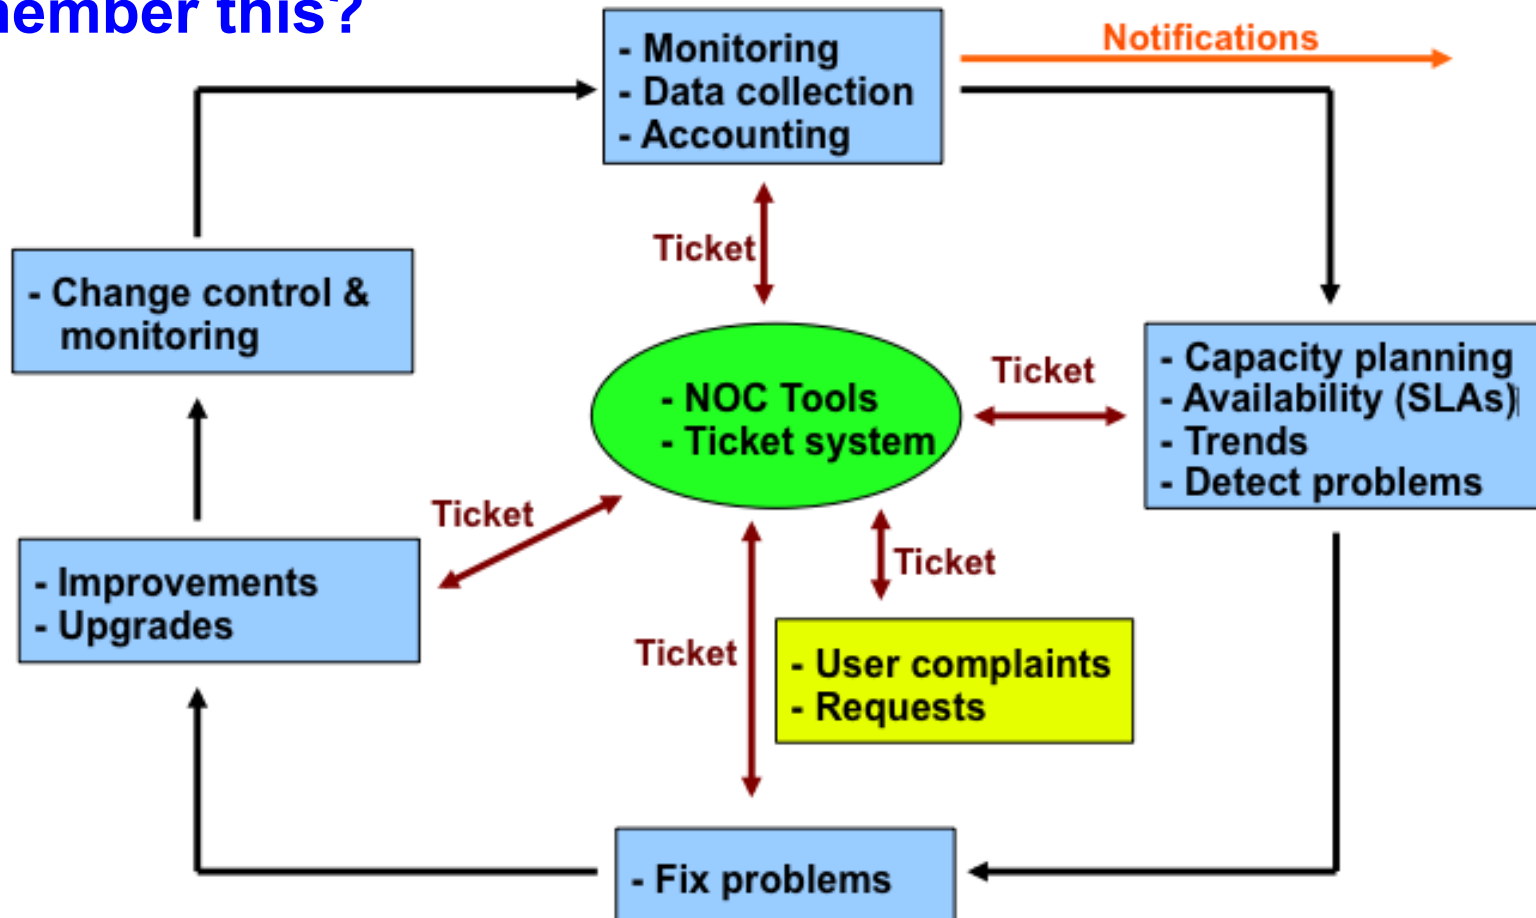 member this?
- Monitoring
- Data collection
- Accounting
Notifications
Ticket
- Change control &
monitoring
- NOC Tools
- Ticket system
Ticket
- Capacity planning
- Availability (SLAs)
- Trends
- Detect problems
Ticket
- Improvements
- Upgrades
Ticket
Ticket
- User complaints
- Requests
- Fix problems